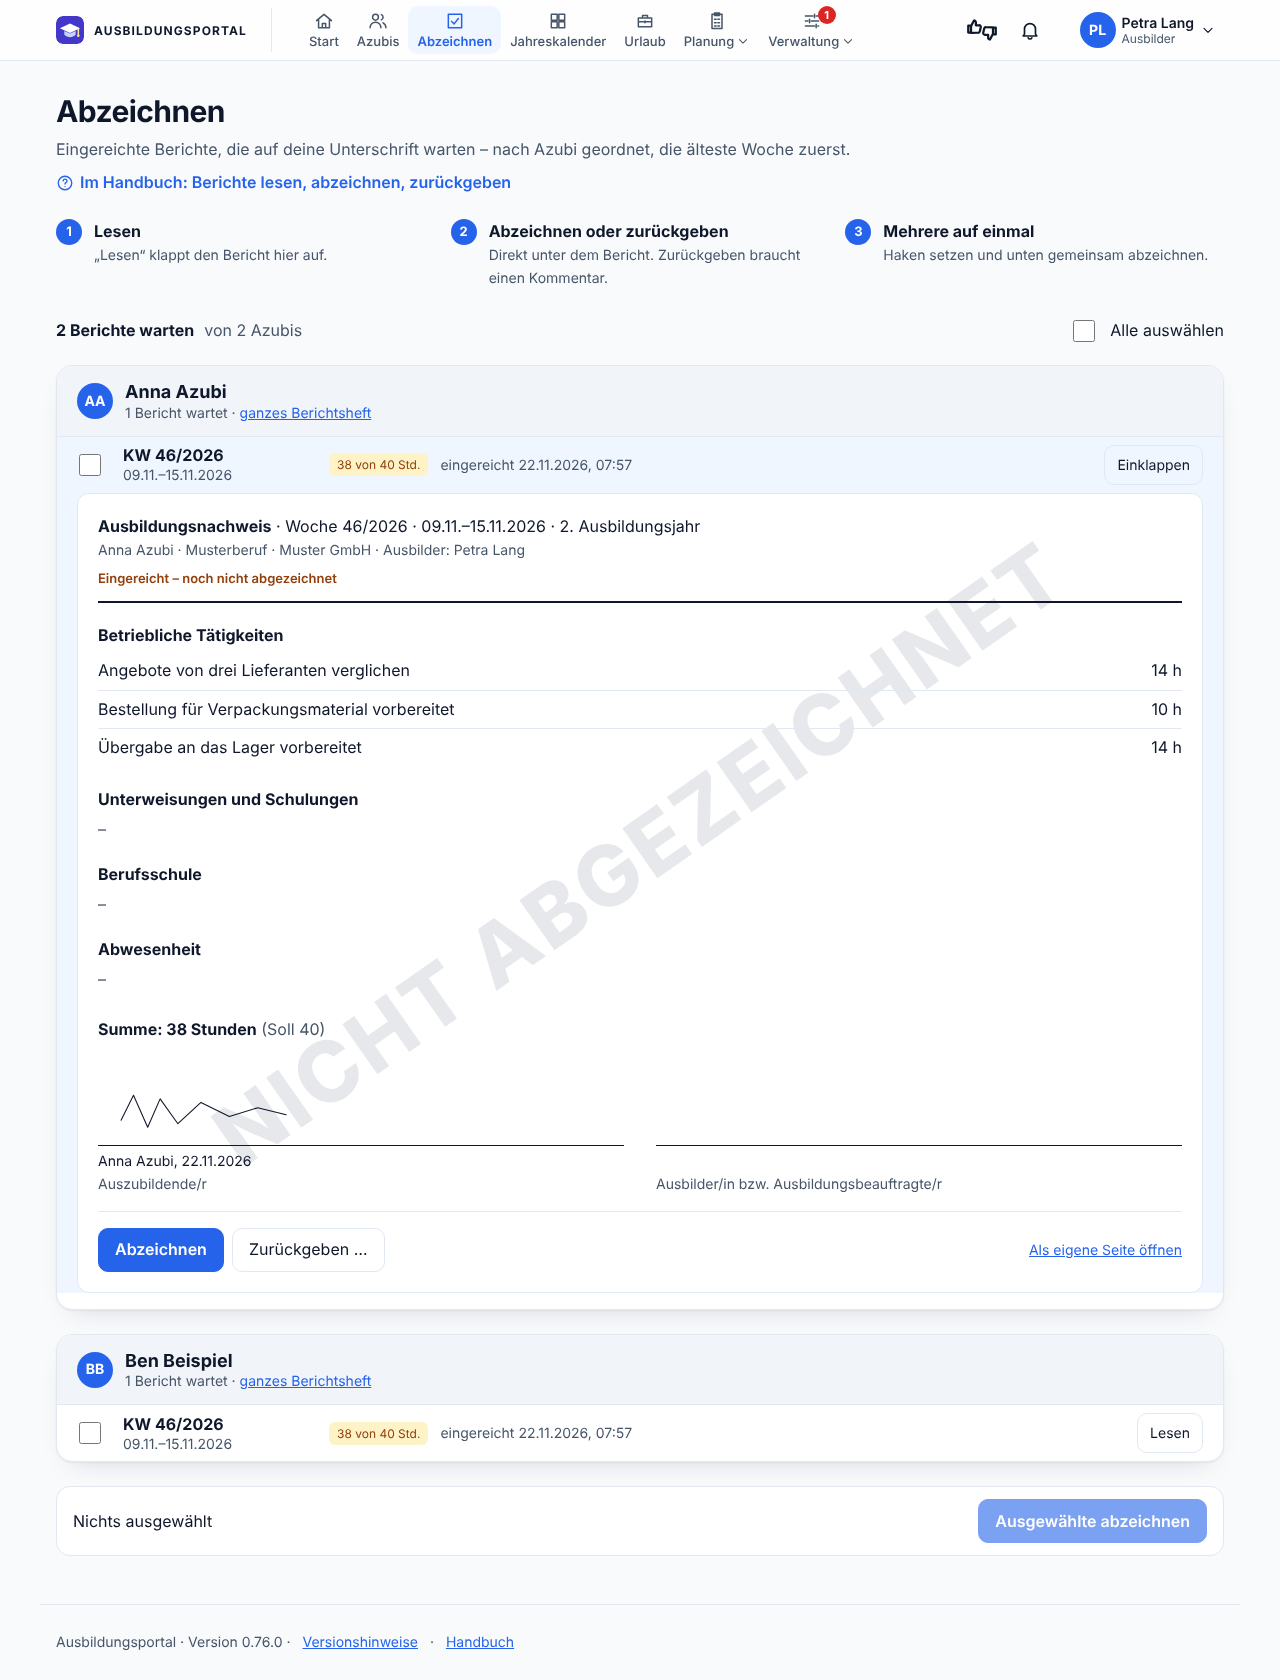 AUSBILDUNGSPORTAL
Start
Azubis
Abzeichnen
Jahreskalender
Urlaub
Planung
Verwaltung
1
PL
Petra Lang
Ausbilder
Abzeichnen
Eingereichte Berichte, die auf deine Unterschrift warten – nach Azubi geordnet, die älteste Woche zuerst.
Im Handbuch: Berichte lesen, abzeichnen, zurückgeben
1 Lesen
„Lesen“ klappt den Bericht hier auf.
2 Abzeichnen oder zurückgeben
Direkt unter dem Bericht. Zurückgeben braucht
einen Kommentar.
3 Mehrere auf einmal
Haken setzen und unten gemeinsam abzeichnen.
2 Berichte warten von 2 Azubis
Alle auswählen
AA
Anna Azubi
1 Bericht wartet · ganzes Berichtsheft
KW 46/2026
09.11.–15.11.2026
38 von 40 Std.
eingereicht 22.11.2026, 07:57
Einklappen
Ausbildungsnachweis · Woche 46/2026 · 09.11.–15.11.2026 · 2. Ausbildungsjahr
Anna Azubi · Musterberuf · Muster GmbH · Ausbilder: Petra Lang
Eingereicht – noch nicht abgezeichnet
NICHT ABGEZEICHNET
Betriebliche Tätigkeiten
Angebote von drei Lieferanten verglichen 14 h
Bestellung für Verpackungsmaterial vorbereitet 10 h
Übergabe an das Lager vorbereitet 14 h
Unterweisungen und Schulungen
–
Berufsschule
–
Abwesenheit
–
Summe: 38 Stunden (Soll 40)
Anna Azubi, 22.11.2026
Auszubildende/r
Ausbilder/in bzw. Ausbildungsbeauftragte/r
Abzeichnen
Zurückgeben ...
Als eigene Seite öffnen
BB
Ben Beispiel
1 Bericht wartet · ganzes Berichtsheft
KW 46/2026
09.11.–15.11.2026
38 von 40 Std.
eingereicht 22.11.2026, 07:57
Lesen
Nichts ausgewählt
Ausgewählte abzeichnen
Ausbildungsportal · Version 0.76.0 · Versionshinweise · Handbuch